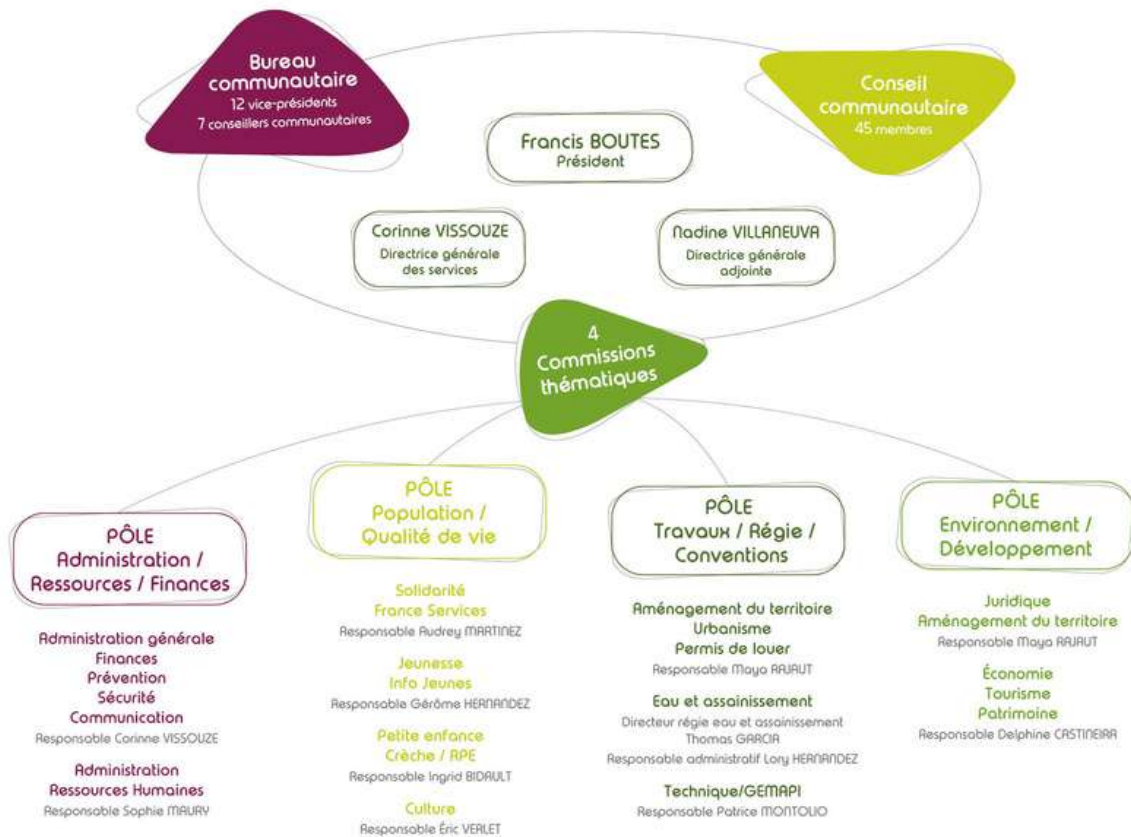 Bureau
communautaire
12 vice-présidents
7 conseillers communautaires
Conseil
communautaire
45 membres
Francis BOUTES
Président
Corinne VISSOUZE
Directrice générale
des services
Nadine VILLANEUVA
Directrice générale
adjointe
4
Commissions
thématiques
PÔLE
Administration /
Ressources / Finances
Administration générale
Finances
Prévention
Sécurité
Communication
Responsable Corinne VISSOUZE
Administration
Ressources Humaines
Responsable Sophie MAURY
PÔLE
Population /
Qualité de vie
Solidarité
France Services
Responsable Audrey MARTINEZ
Jeunesse
Info Jeunes
Responsable Gérôme HERNANDEZ
Petite enfance
Crèche / RPE
Responsable Ingrid BIDAULT
Culture
Responsable Éric VERLET
PÔLE
Travaux / Régie /
Conventions
Aménagement du territoire
Urbanisme
Permis de louer
Responsable Maya RAJAUT
Eau et assainissement
Directeur régie eau et assainissement
Thomas GARCIA
Responsable administratif Lory HERNANDEZ
Technique/GEMAPI
Responsable Patrice MONTOLIO
PÔLE
Environnement /
Développement
Juridique
Aménagement du territoire
Responsable Maya RAJAUT
Économie
Tourisme
Patrimoine
Responsable Delphine CASTINEIRA